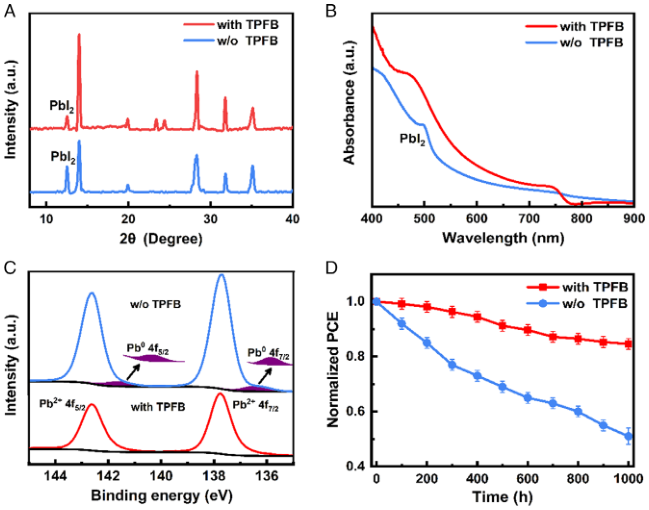 A
with TPFB
w/o TPFB
PbI₂
PbI₂
Intensity (a.u.)
10 20 30 40
2θ (Degree)
B
with TPFB
w/o TPFB
PbI₂
Absorbance (a.u.)
400 500 600 700 800 900
Wavelength (nm)
C
w/o TPFB
Pb⁰ 4f₅/₂
Pb⁰ 4f₇/₂
Pb²⁺ 4f₅/₂
with TPFB
Pb²⁺ 4f₇/₂
Intensity (a.u.)
144 142 140 138 136
Binding energy (eV)
D
with TPFB
w/o TPFB
Normalized PCE
1.0
0.8
0.6
0.4
0 200 400 600 800 1000
Time (h)